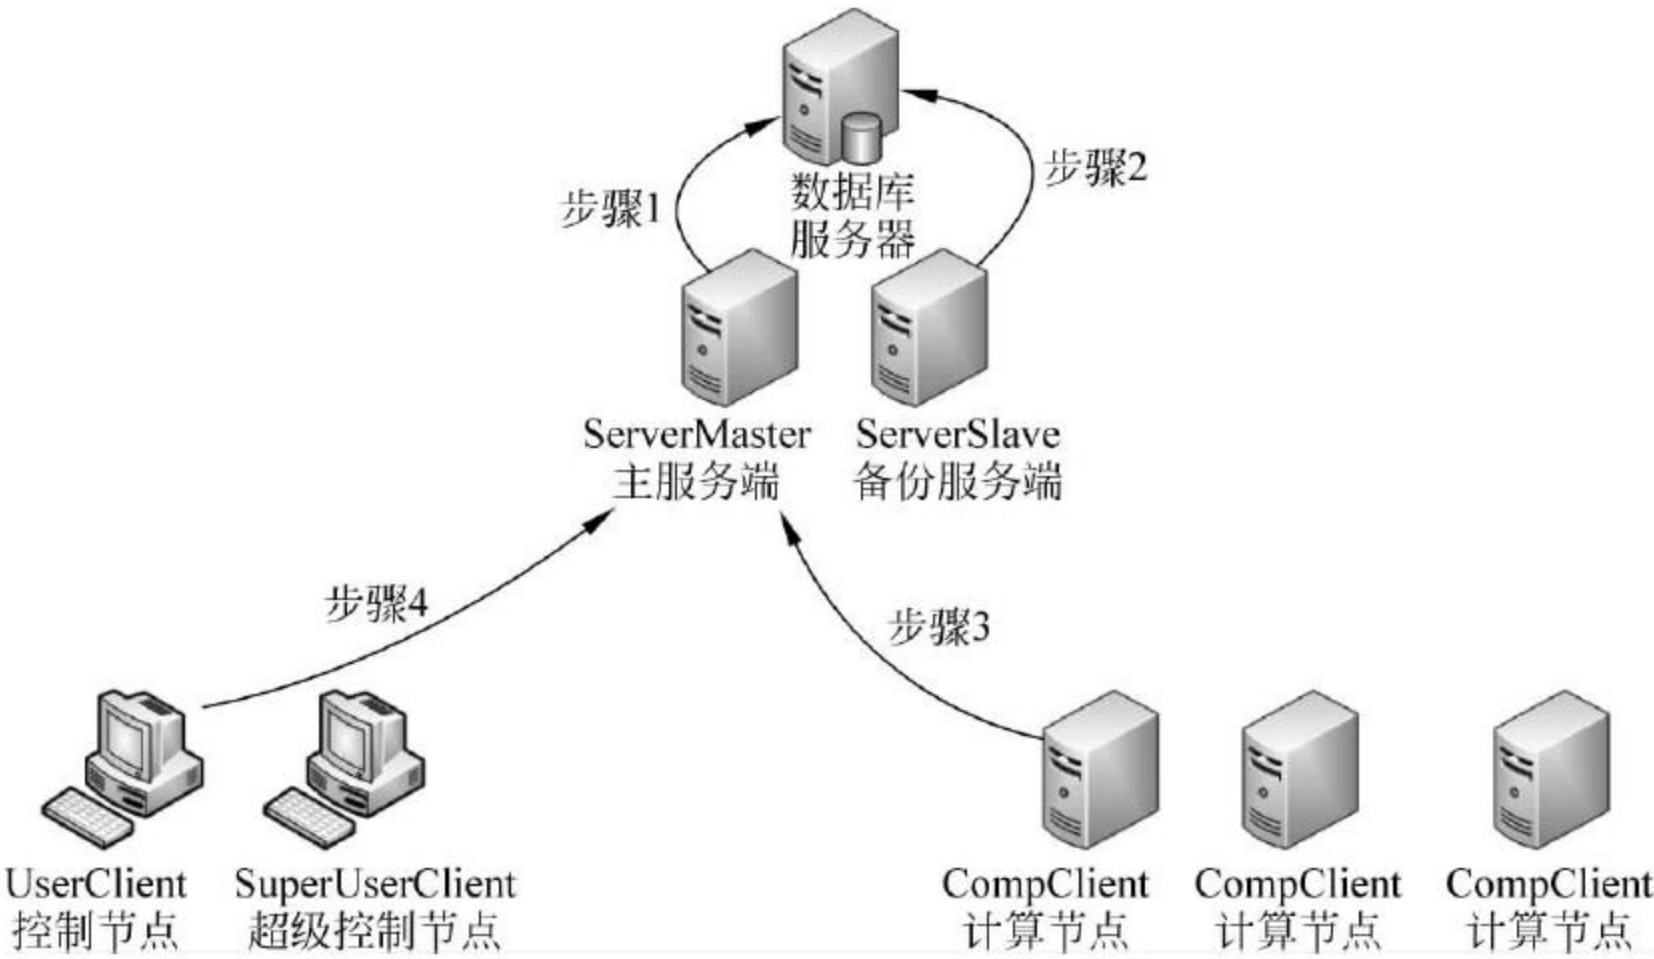 步骤1
数据库
服务器
步骤2
ServerMaster
主服务端
ServerSlave
备份服务端
步骤4
步骤3
UserClient
控制节点
SuperUserClient
超级控制节点
CompClient
计算节点
CompClient
计算节点
CompClient
计算节点